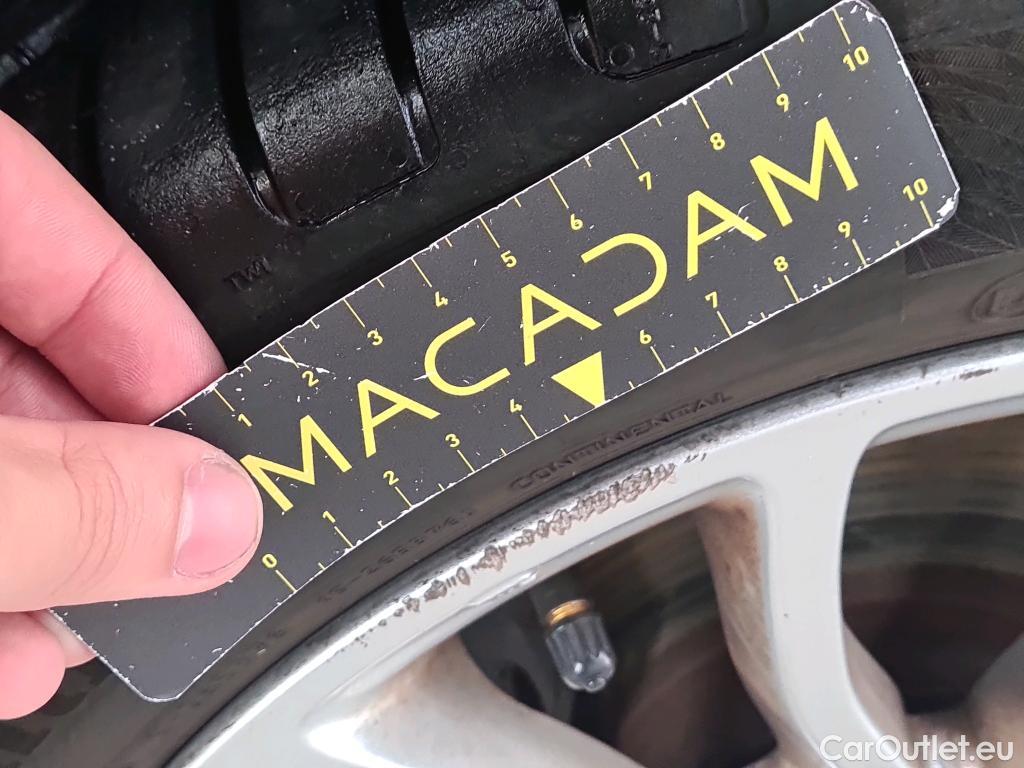 TWI
1 2 3 4 5 6 7 8 9 10
MACADAM
0 1 2 3 4 6 7 8 9 10
CONTINENTAL
CarOutlet.eu